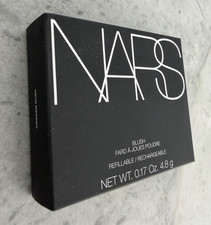 NARS
BLUSH
FARD À JOUES POUDRE
REFILLABLE / RECHARGEABLE
NET WT. 0.17 OZ. 4.8 g